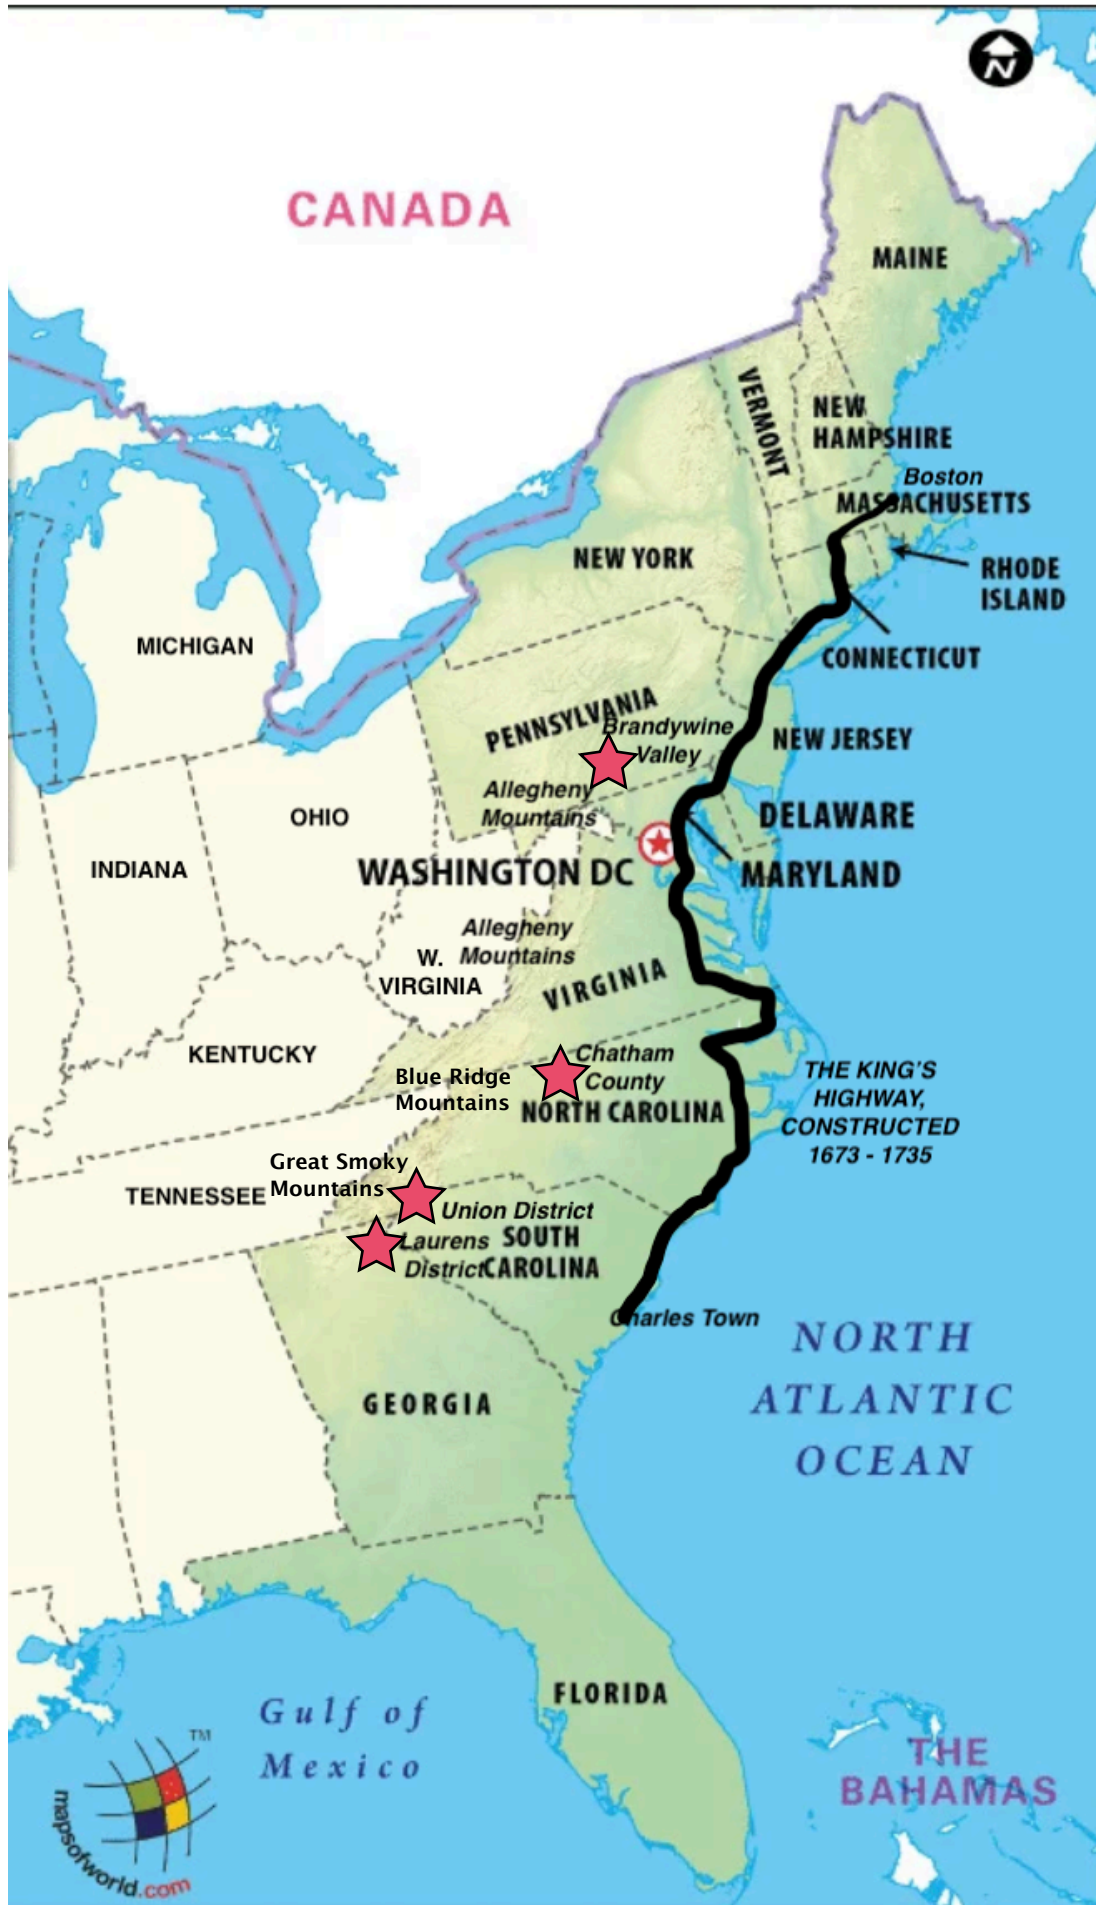 N
CANADA
MAINE
VERMONT
NEW
HAMPSHIRE
Boston
MASSACHUSETTS
NEW YORK
RHODE
ISLAND
MICHIGAN
CONNECTICUT
PENNSYLVANIA
Brandywine
Valley
NEW JERSEY
Allegheny
Mountains
OHIO
DELAWARE
INDIANA
WASHINGTON DC
MARYLAND
Allegheny
Mountains
W.
VIRGINIA
VIRGINIA
KENTUCKY
Chatham
County
Blue Ridge
Mountains
NORTH CAROLINA
THE KING'S
HIGHWAY,
CONSTRUCTED
1673 - 1735
Great Smoky
Mountains
TENNESSEE
Union District
Laurens
District
SOUTH
CAROLINA
Charles Town
NORTH
ATLANTIC
OCEAN
GEORGIA
FLORIDA
Gulf of
Mexico
THE
BAHAMAS
TM
mapsofworld.com